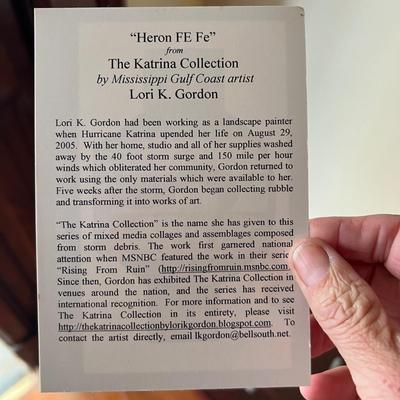 “Heron FE Fe”
from
The Katrina Collection
by Mississippi Gulf Coast artist
Lori K. Gordon
Lori K. Gordon had been working as a landscape painter
when Hurricane Katrina upended her life on August 29,
2005. With her home, studio and all of her supplies washed
away by the 40 foot storm surge and 150 mile per hour
winds which obliterated her community, Gordon returned to
work using the only materials which were available to her.
Five weeks after the storm, Gordon began collecting rubble
and transforming it into works of art.
“The Katrina Collection” is the name she has given to this
series of mixed media collages and assemblages composed
from storm debris. The work first garnered national
attention when MSNBC featured the work in their serie
“Rising From Ruin” (http://risingfromruin.msnbc.com
Since then, Gordon has exhibited The Katrina Collection in
venues around the nation, and the series has received
international recognition. For more information and to see
The Katrina Collection in its entirety, please visit
http://thekatrinacollectionbylorikgordon.blogspot.com. To
contact the artist directly, email lkgordon@bellsouth.net.